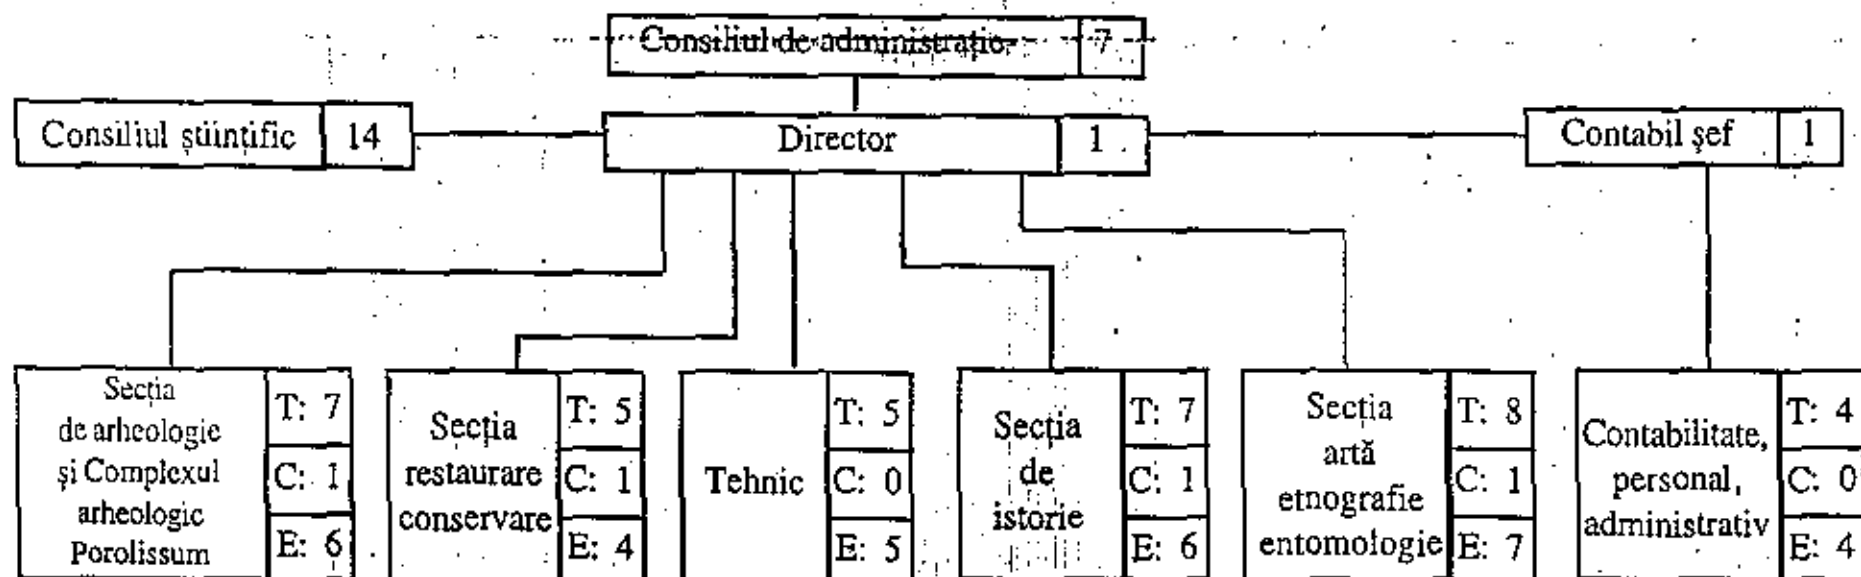 Consiliul de administrație 7
Consiliul științific 14
Director 1
Contabil șef 1
Secția
de arheologie
și Complexul
arheologic
Porolissum
T: 7
C: 1
E: 6
Secția
restaurare
conservare
T: 5
C: 1
E: 4
Tehnic
T: 5
C: 0
E: 5
Secția
de
istorie
T: 7
C: 1
E: 6
Secția
artă
etnografie
entomologie
T: 8
C: 1
E: 7
Contabilitate,
personal,
administrativ
T: 4
C: 0
E: 4